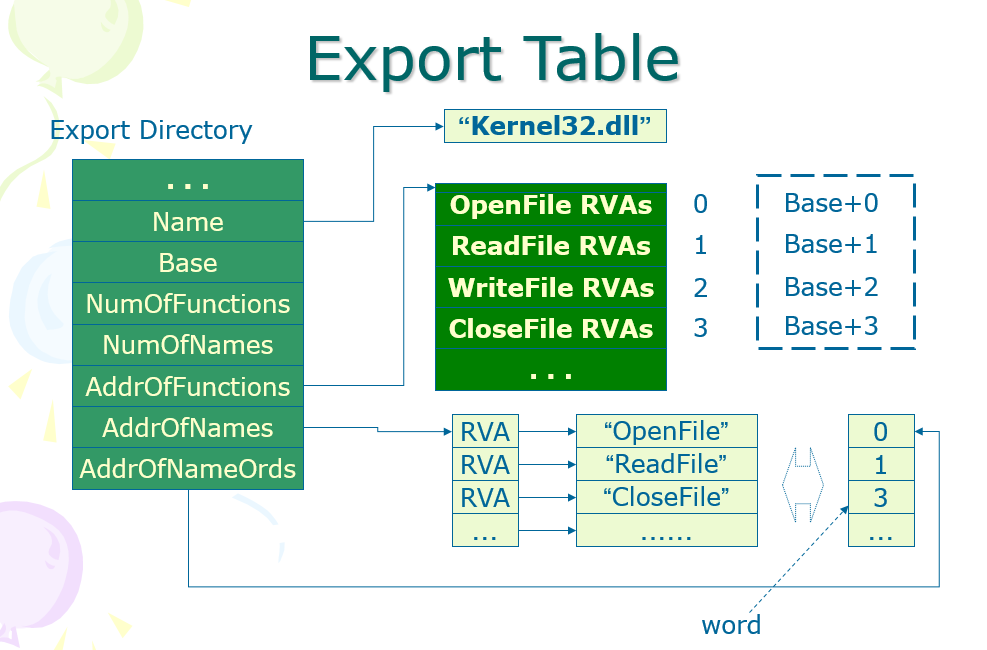 Export Table
Export Directory
“Kernel32.dll”
. . .
Name
Base
NumOfFunctions
NumOfNames
AddrOfFunctions
AddrOfNames
AddrOfNameOrds
OpenFile RVAs
ReadFile RVAs
WriteFile RVAs
CloseFile RVAs
. . .
0
1
2
3
Base+0
Base+1
Base+2
Base+3
RVA
RVA
RVA
...
“OpenFile”
“ReadFile”
“CloseFile”
......
0
1
3
...
word